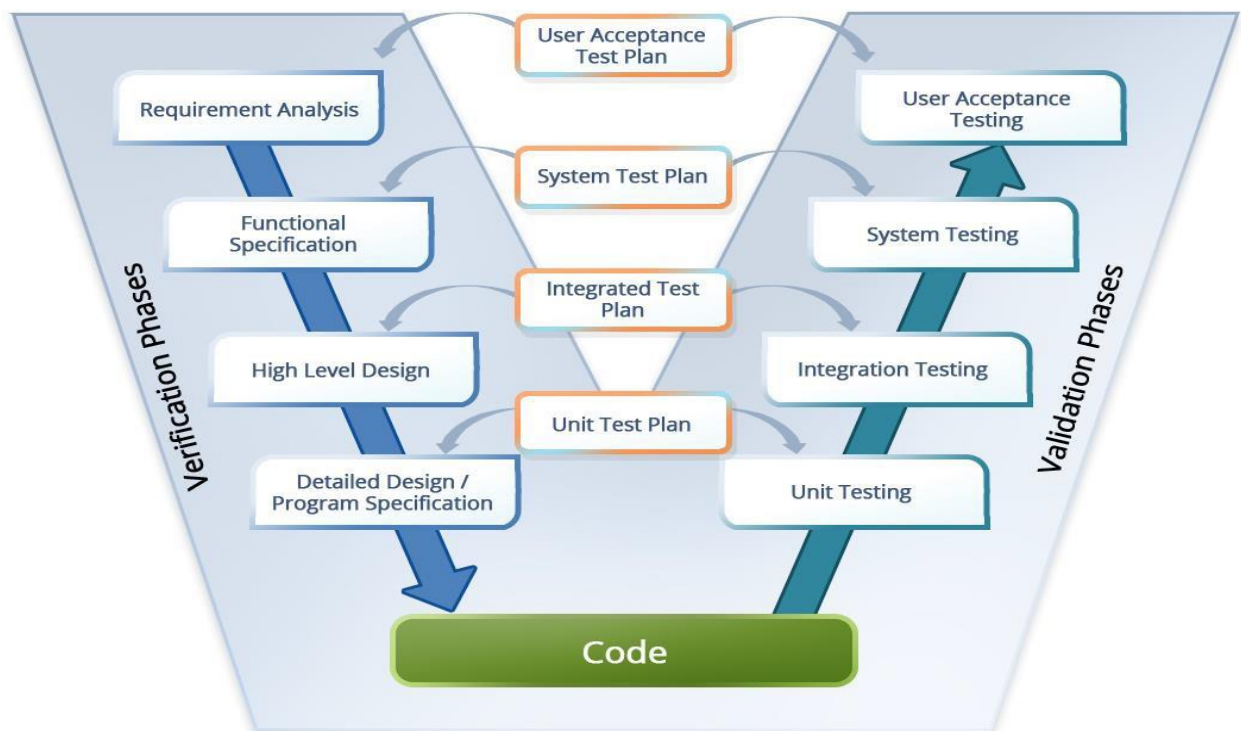 User Acceptance
Test Plan
Requirement Analysis
User Acceptance
Testing
System Test Plan
Functional
Specification
System Testing
Integrated Test
Plan
High Level Design
Integration Testing
Verification Phases
Validation Phases
Unit Test Plan
Detailed Design /
Program Specification
Unit Testing
Code